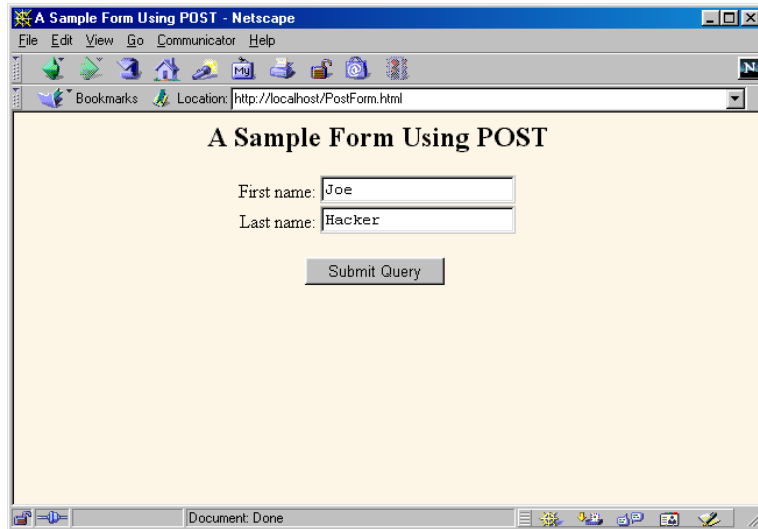 A Sample Form Using POST - Netscape
File Edit View Go Communicator Help
My
N
Bookmarks Location: http://localhost/PostForm.html
A Sample Form Using POST
First name: Joe
Last name: Hacker
Submit Query
Document: Done